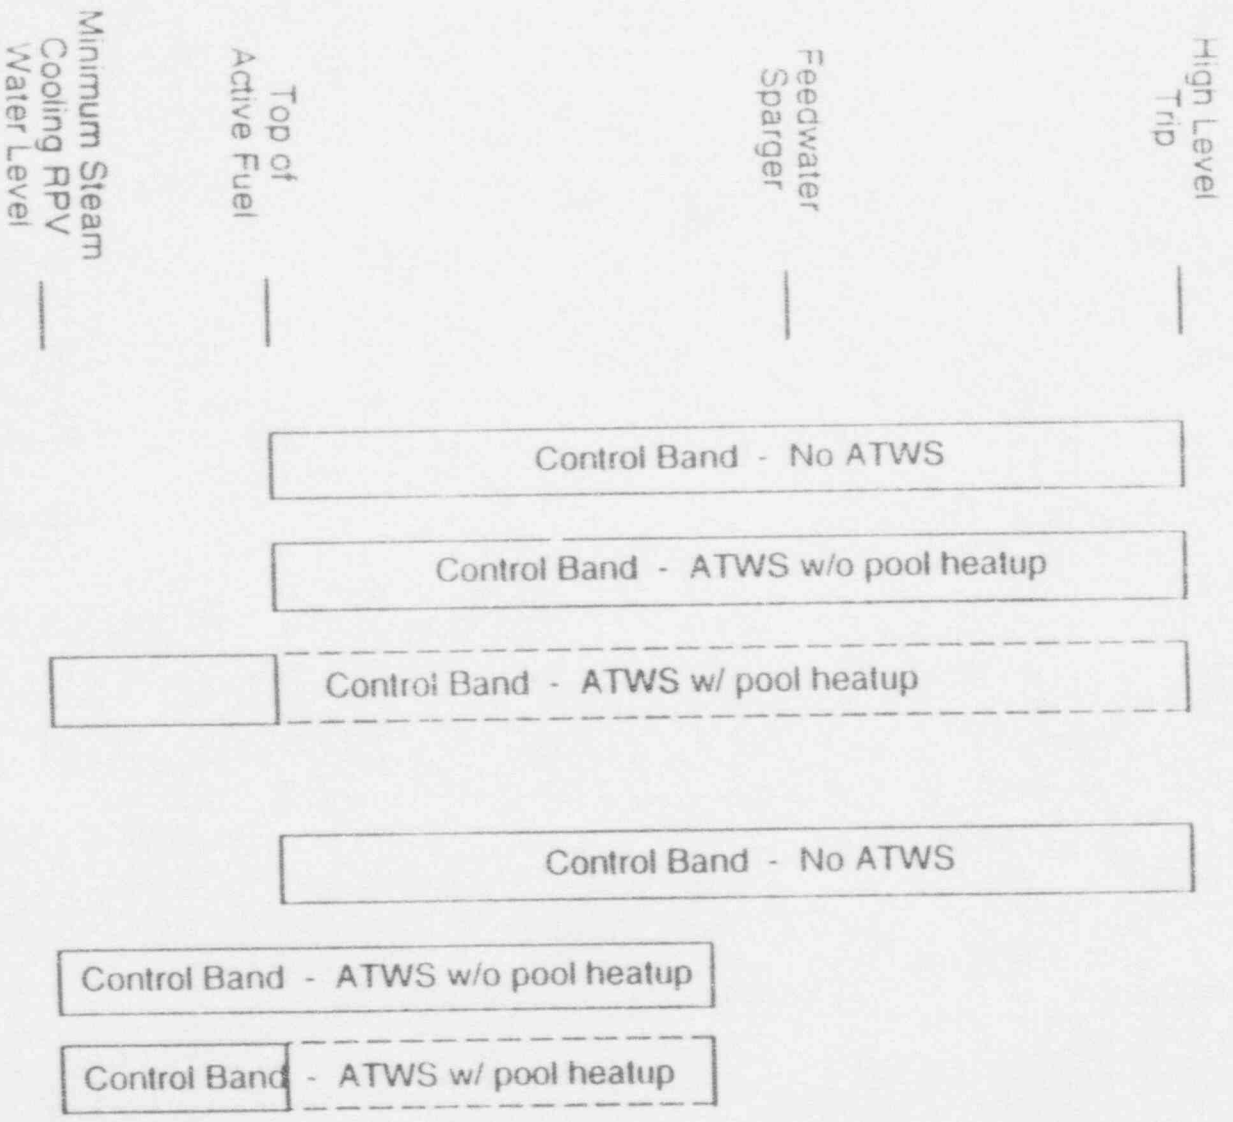 Minimum Steam
Cooling RPV
Water Level
Top of
Active Fuel
Feedwater
Sparger
High Level
Trip
Control Band - No ATWS
Control Band - ATWS w/o pool heatup
Control Band - ATWS w/ pool heatup
Control Band - No ATWS
Control Band - ATWS w/o pool heatup
Control Band - ATWS w/ pool heatup